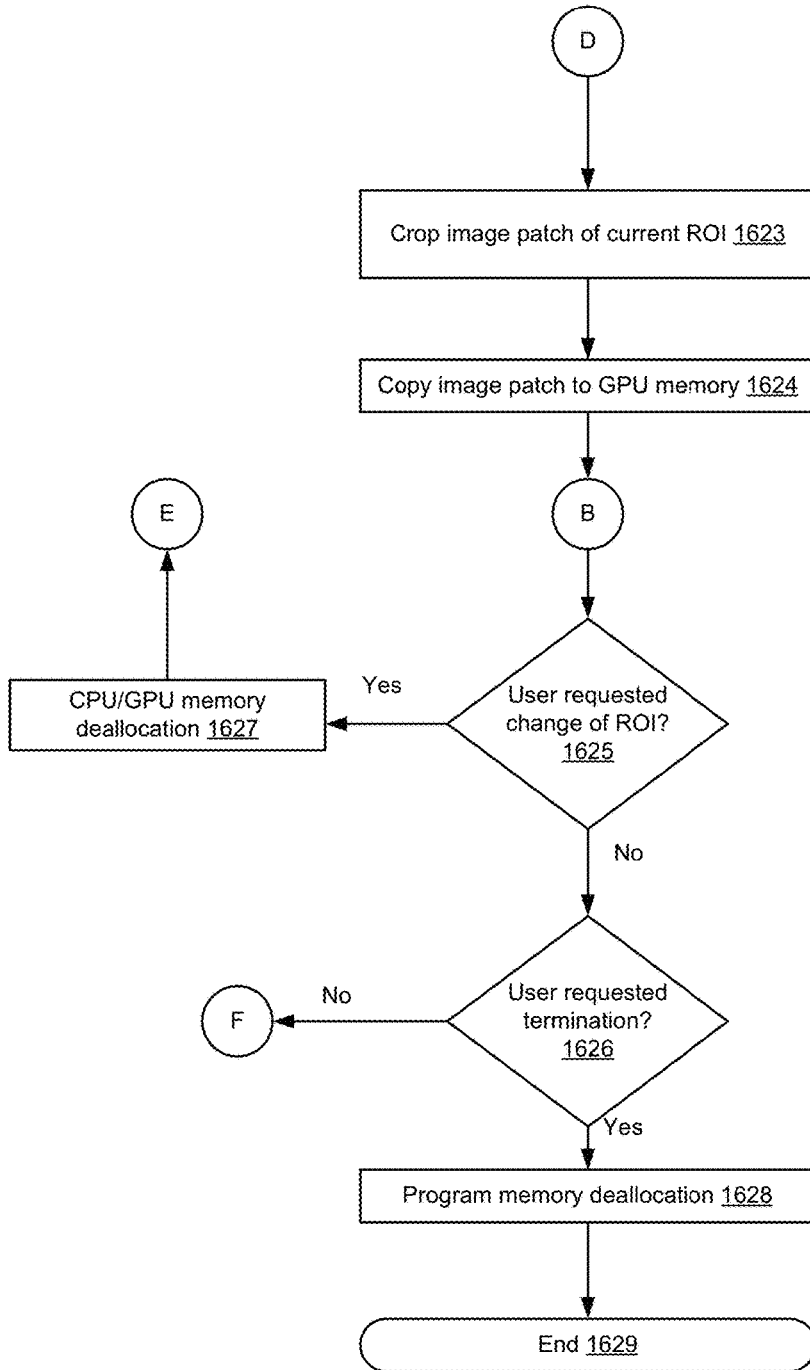 D
Crop image patch of current ROI 1623
Copy image patch to GPU memory 1624
E
B
CPU/GPU memory
deallocation 1627
Yes
User requested
change of ROI?
1625
No
F
No
User requested
termination?
1626
Yes
Program memory deallocation 1628
End 1629